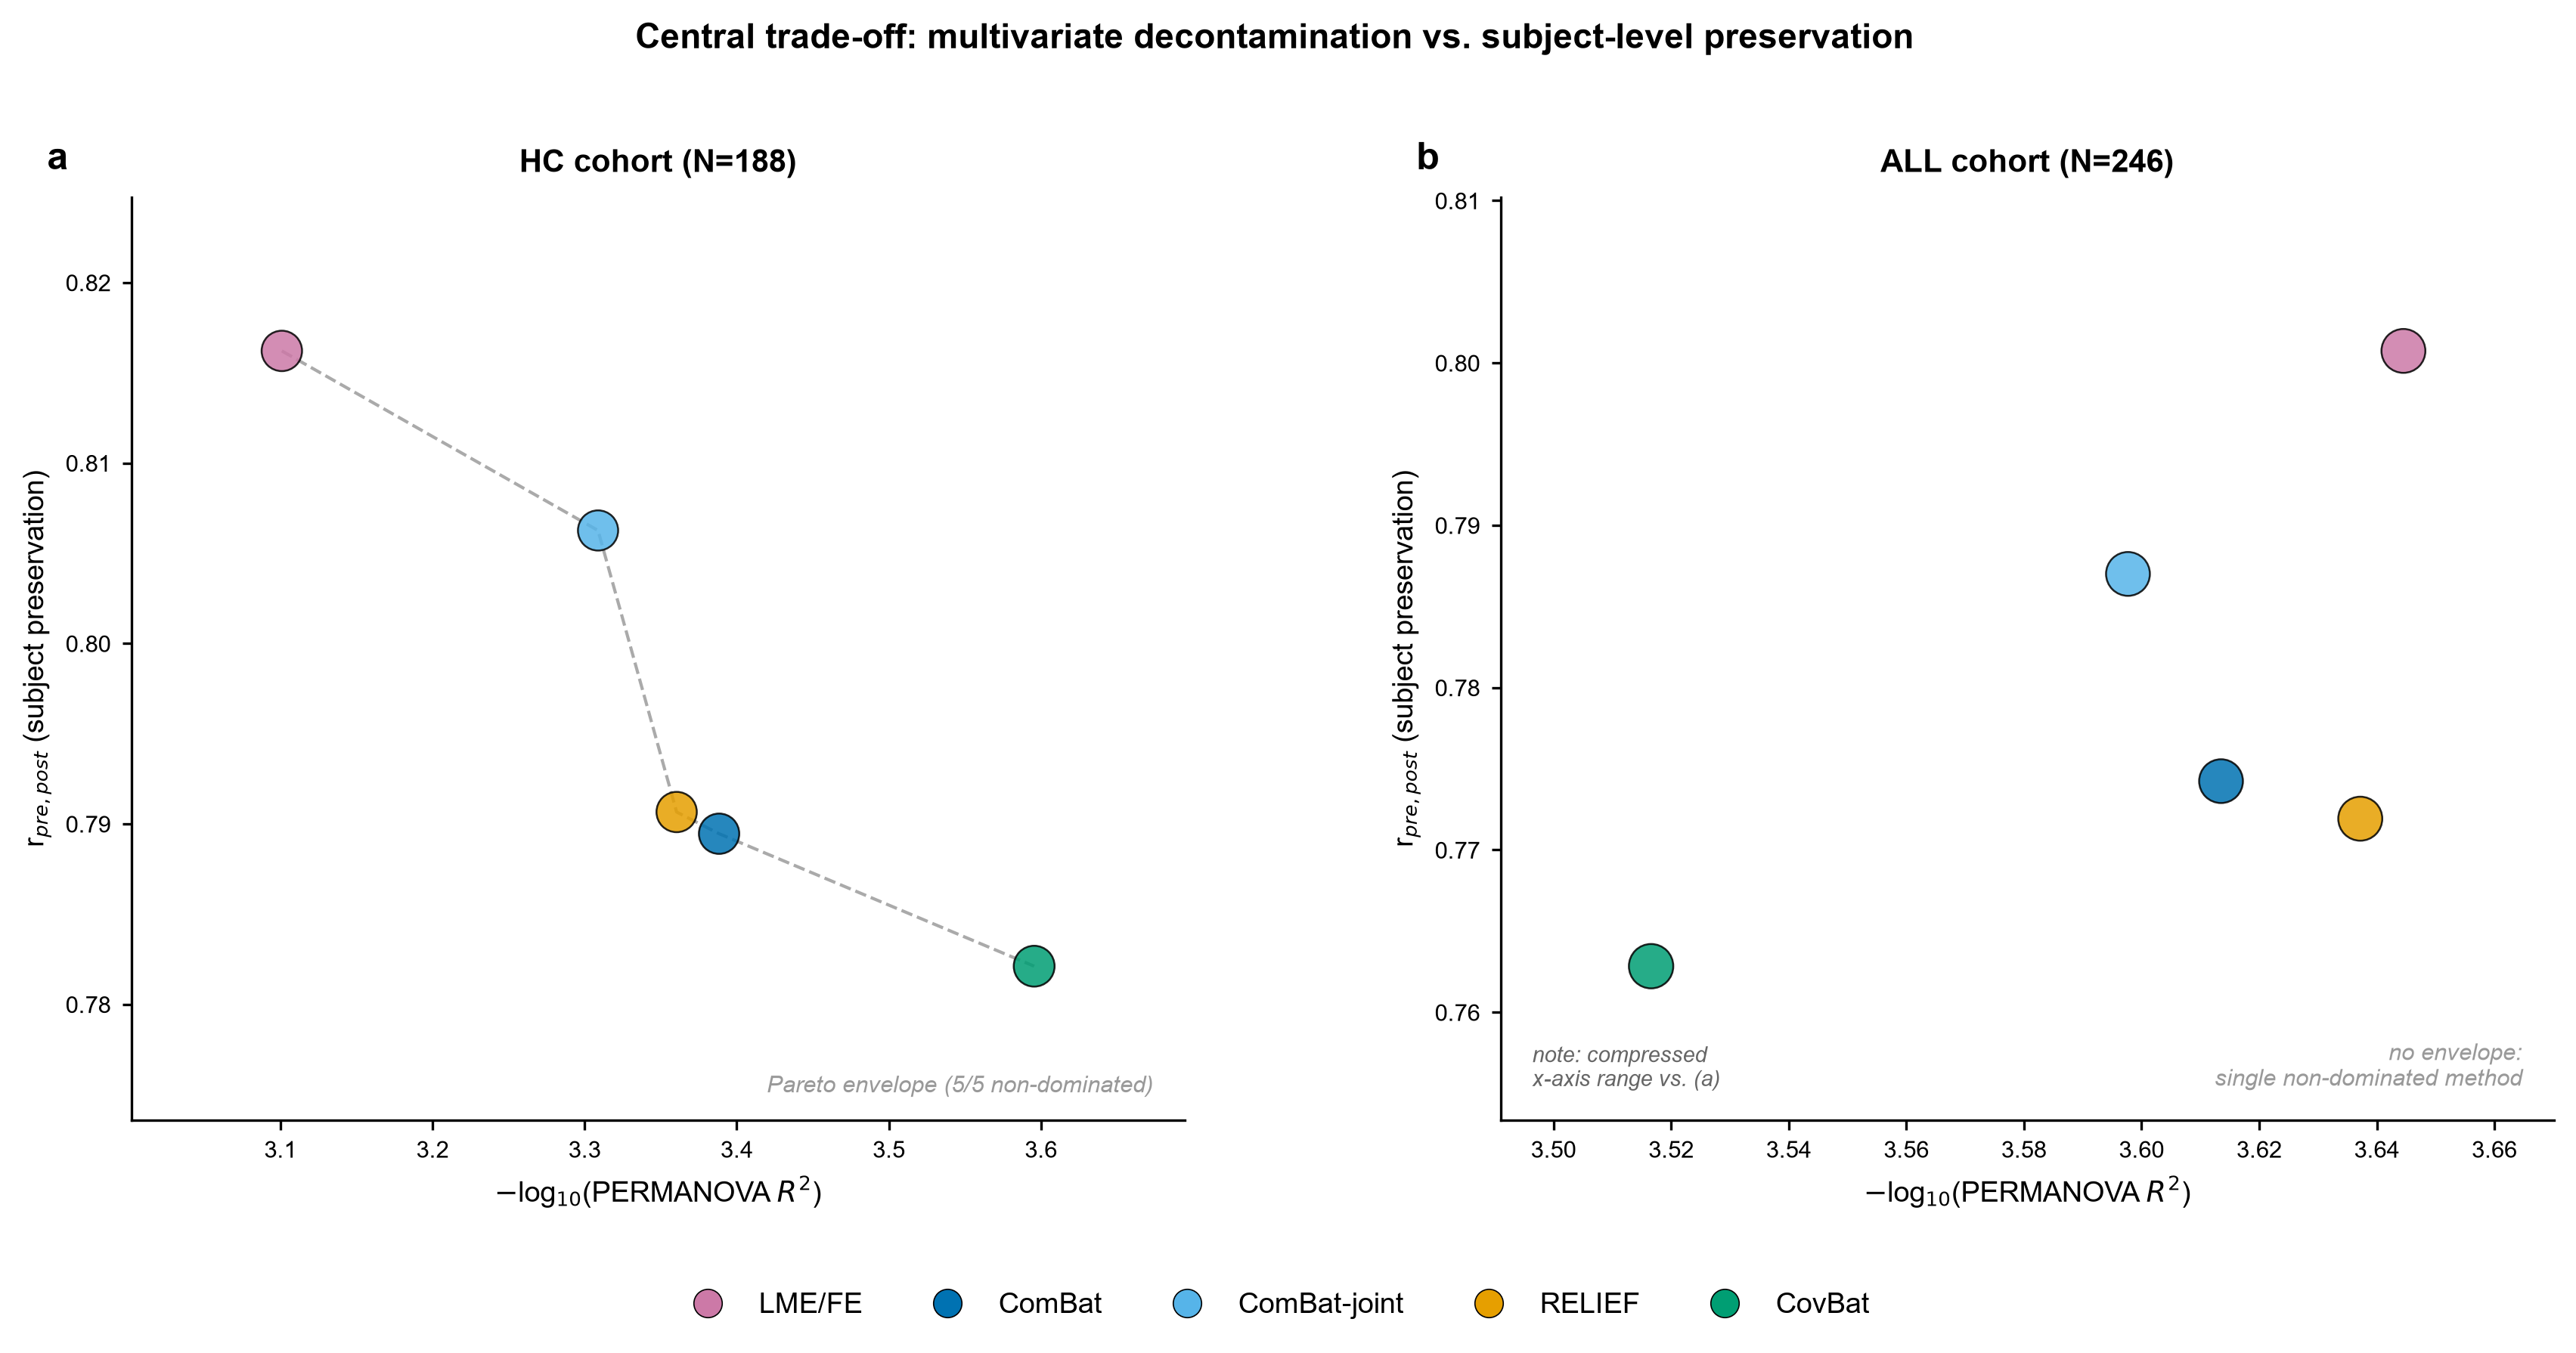 Central trade-off: multivariate decontamination vs. subject-level preservation
a
HC cohort (N=188)
0.82
0.81
0.80
0.79
0.78
r_{pre,post} (subject preservation)
Pareto envelope (5/5 non-dominated)
3.1 3.2 3.3 3.4 3.5 3.6
−log₁₀(PERMANOVA R²)
b
ALL cohort (N=246)
0.81
0.80
0.79
0.78
0.77
0.76
r_{pre,post} (subject preservation)
note: compressed
x-axis range vs. (a)
no envelope:
single non-dominated method
3.50 3.52 3.54 3.56 3.58 3.60 3.62 3.64 3.66
−log₁₀(PERMANOVA R²)
LME/FE ComBat ComBat-joint RELIEF CovBat